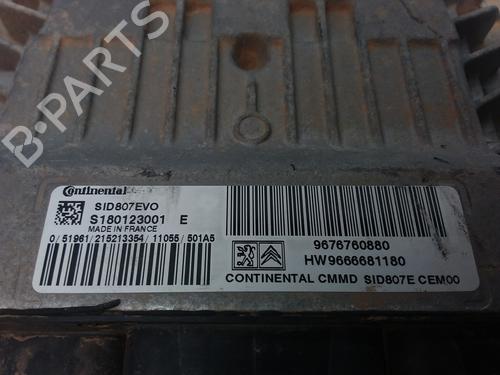 B-PARTS
Continental
SID807EVO
S180123001 E
MADE IN FRANCE
0/51961/215213354/11055/501A5
9676760880
HW9666681180
CONTINENTAL CMMD SID807E CEM00